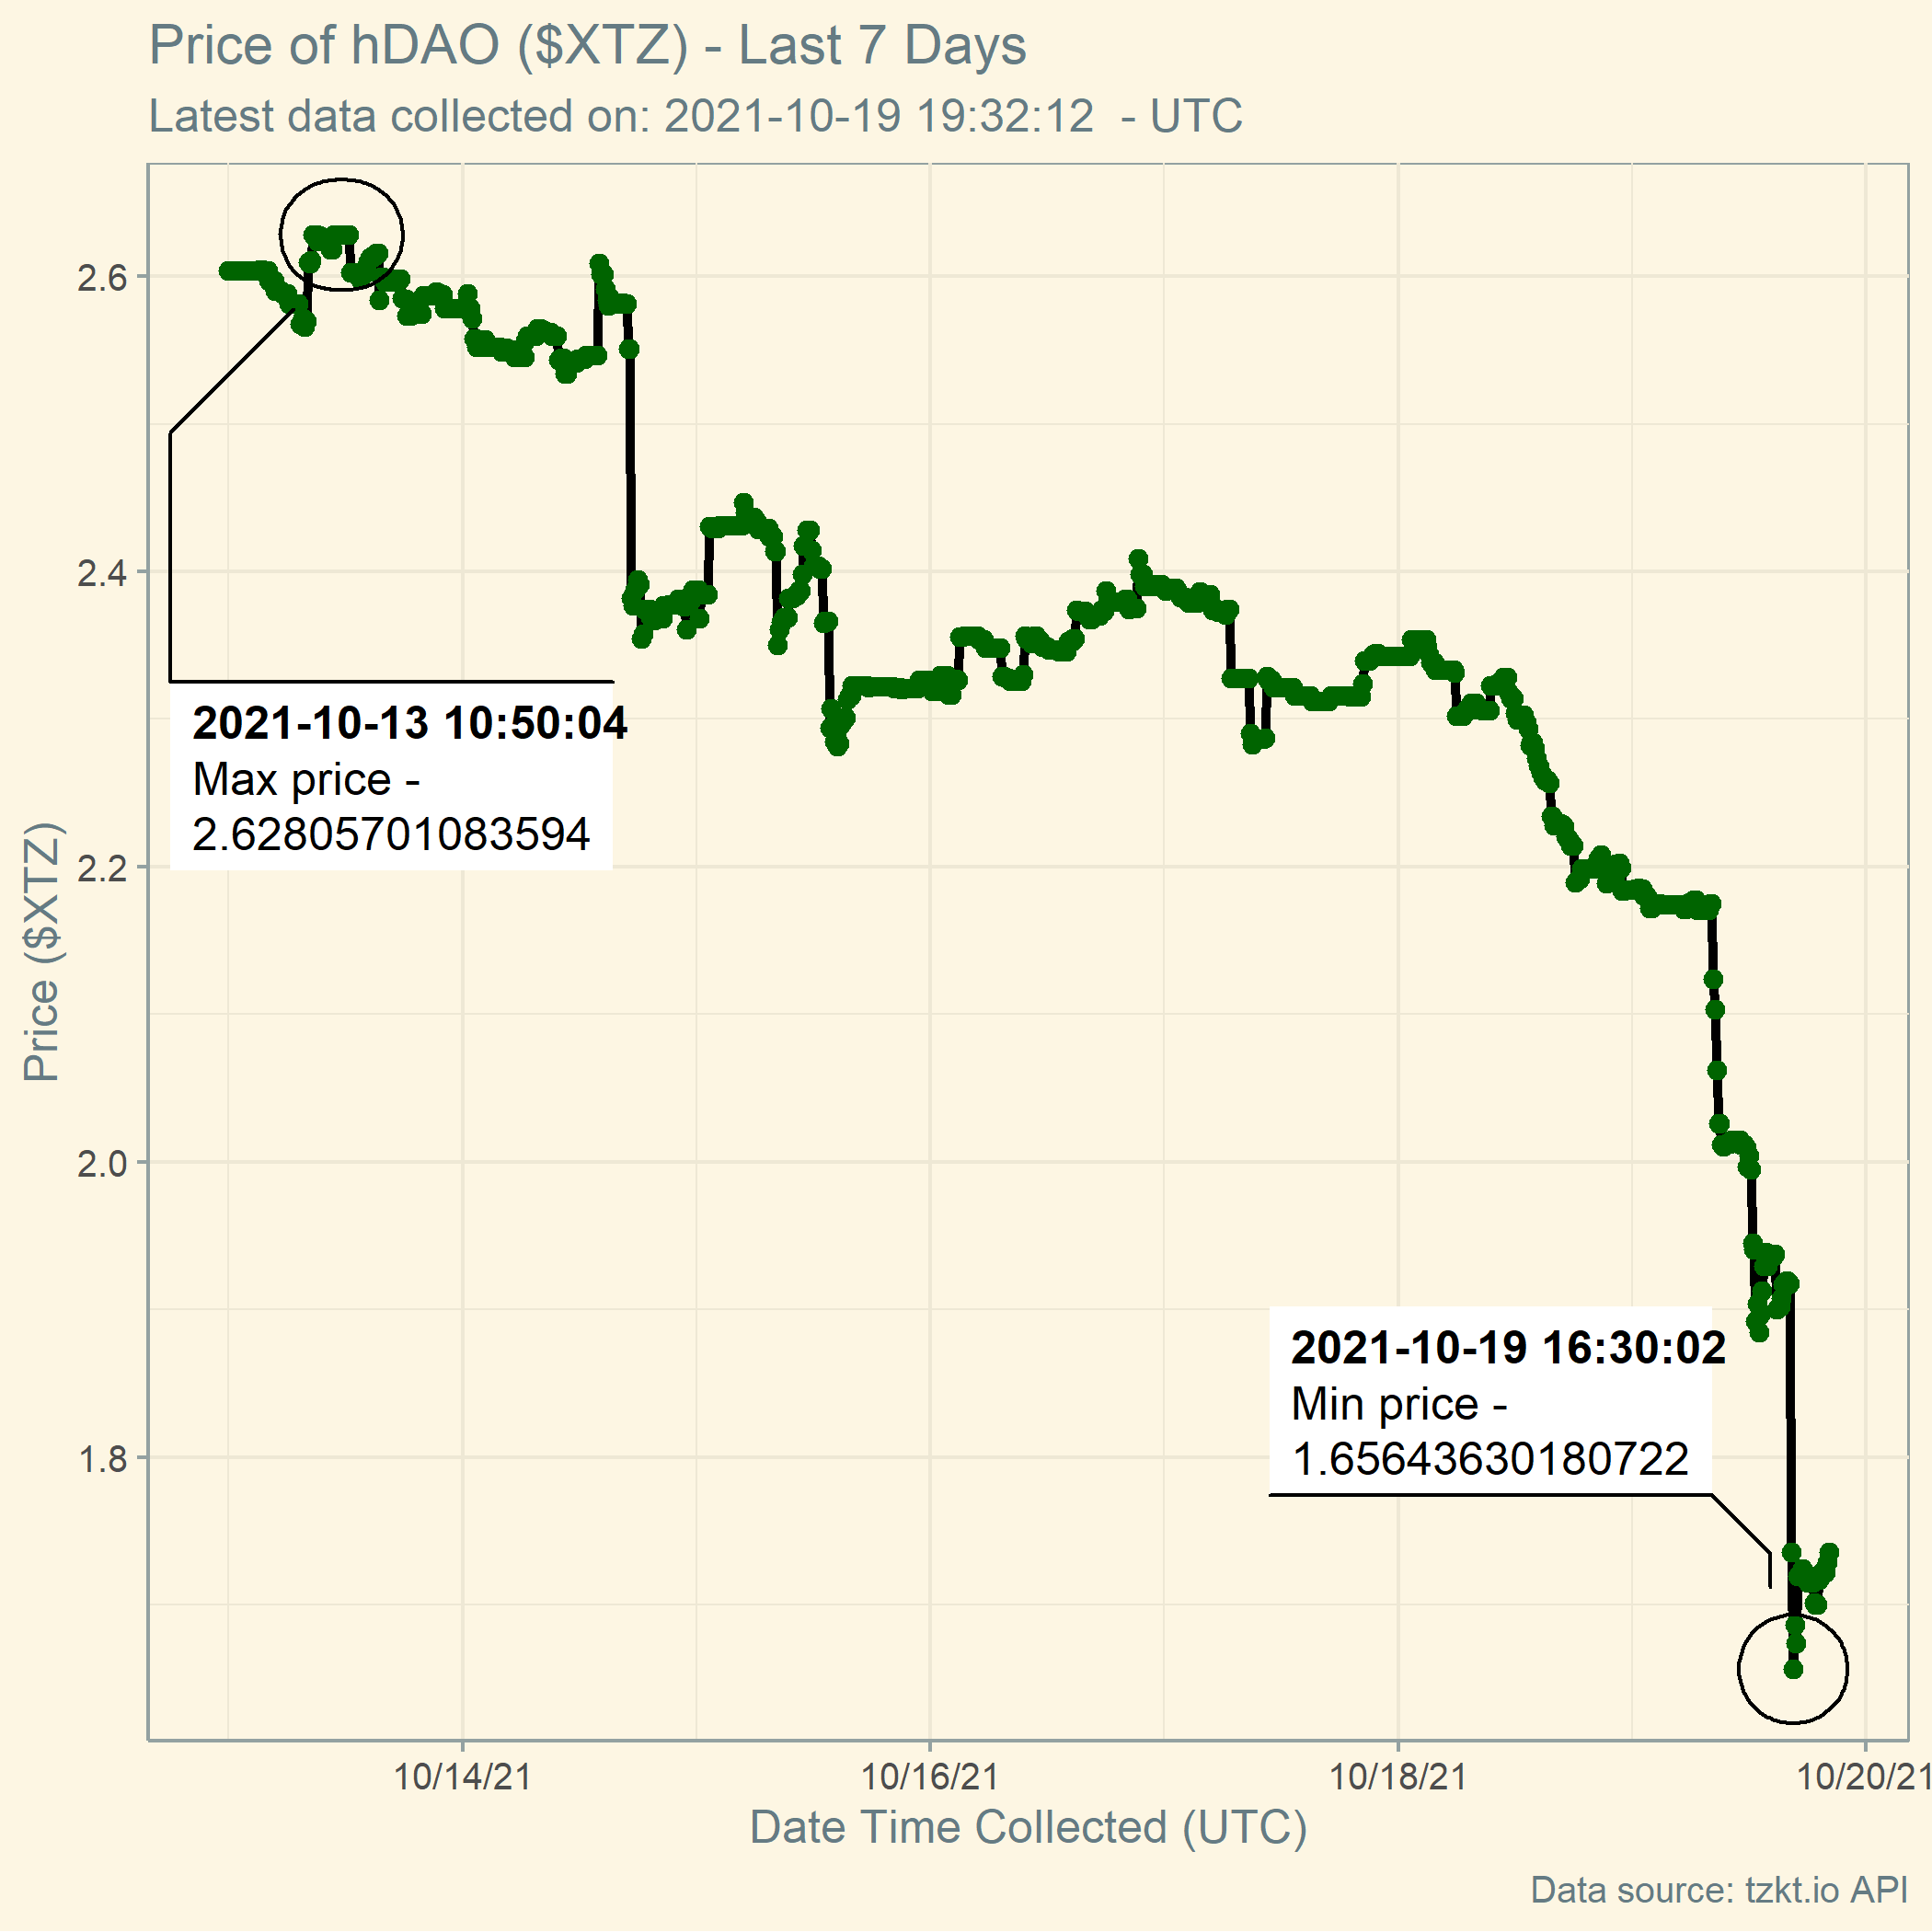 Price of hDAO ($XTZ) - Last 7 Days
Latest data collected on: 2021-10-19 19:32:12  - UTC
Price ($XTZ)
2.6
2.4
2.2
2.0
1.8
2021-10-13 10:50:04
Max price -
2.62805701083594
2021-10-19 16:30:02
Min price -
1.65643630180722
10/14/21
10/16/21
10/18/21
10/20/21
Date Time Collected (UTC)
Data source: tzkt.io API